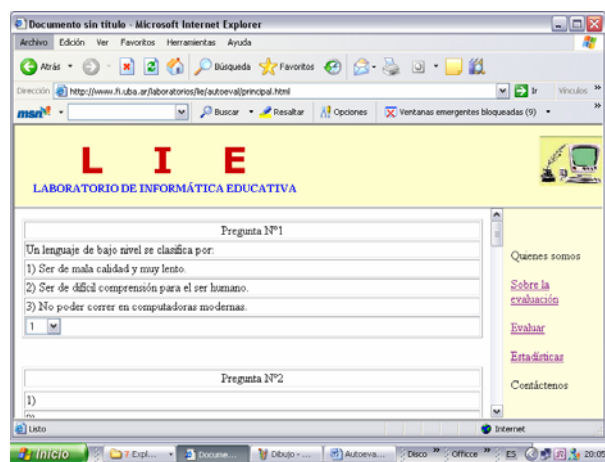 Documento sin título - Microsoft Internet Explorer
Archivo Edición Ver Favoritos Herramientas Ayuda
Atrás Búsqueda Favoritos
Dirección http://www.fi.uba.ar/laboratorios/lie/autoeval/principal.html Ir Vínculos »
msn Buscar Resaltar Opciones Ventanas emergentes bloqueadas (9) »
L I E
LABORATORIO DE INFORMÁTICA EDUCATIVA
Pregunta Nº1
Un lenguaje de bajo nivel se clasifica por:
1) Ser de mala calidad y muy lento.
2) Ser de difícil comprensión para el ser humano.
3) No poder correr en computadoras modernas.
1
Pregunta Nº2
1)
Quienes somos
Sobre la
evaluación
Evaluar
Estadísticas
Contáctenos
Listo Internet
Inicio 7 Expl... Docume... Dibujo - ... Autoeva... Disco » Officce » ES 20:05